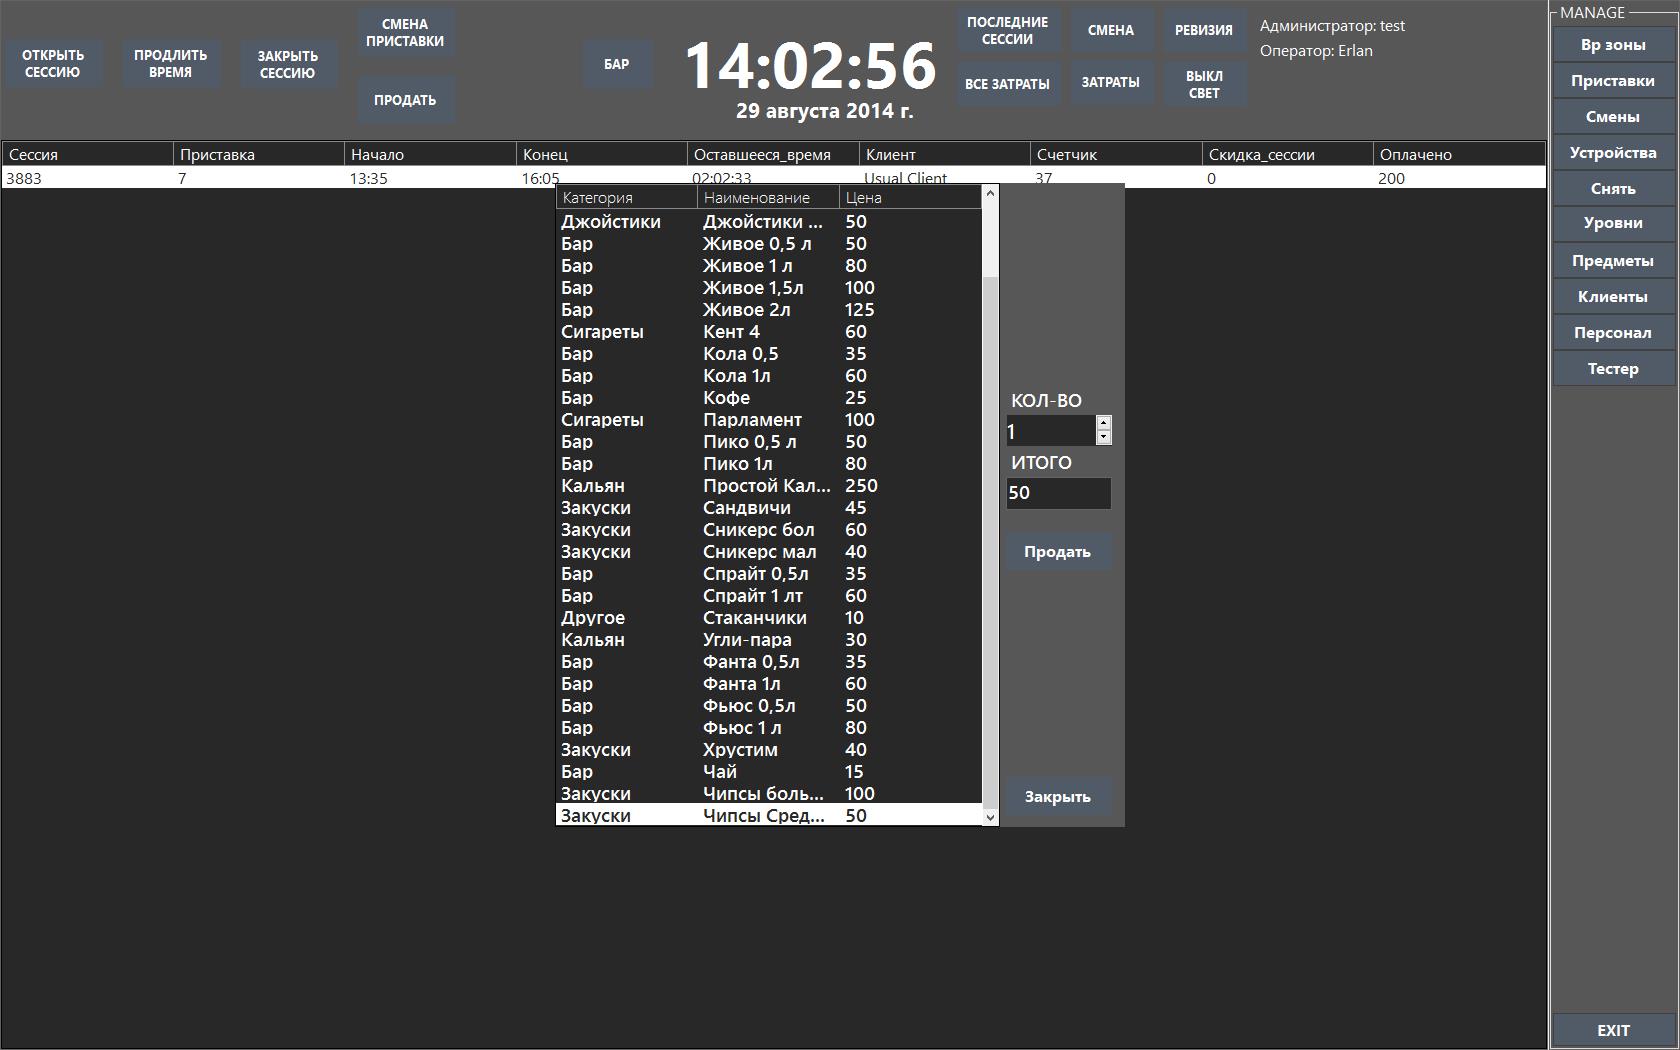 ОТКРЫТЬ
СЕССИЮ
ПРОДЛИТЬ
ВРЕМЯ
ЗАКРЫТЬ
СЕССИЮ
СМЕНА
ПРИСТАВКИ
ПРОДАТЬ
БАР
14:02:56
29 августа 2014 г.
ПОСЛЕДНИЕ
СЕССИИ
СМЕНА
РЕВИЗИЯ
ВСЕ ЗАТРАТЫ
ЗАТРАТЫ
ВЫКЛ
СВЕТ
Администратор: test
Оператор: Erlan
MANAGE
Вр зоны
Приставки
Смены
Устройства
Снять
Уровни
Предметы
Клиенты
Персонал
Тестер
EXIT
Сессия Приставка Начало Конец Оставшееся_время Клиент Счетчик Скидка_сессии Оплачено
3883 7 13:35 16:05 02:02:33 Usual Client 37 0 200
Категория Наименование Цена
Джойстики Джойстики ... 50
Бар Живое 0,5 л 50
Бар Живое 1 л 80
Бар Живое 1,5л 100
Бар Живое 2л 125
Сигареты Кент 4 60
Бар Кола 0,5 35
Бар Кола 1л 60
Бар Кофе 25
Сигареты Парламент 100
Бар Пико 0,5 л 50
Бар Пико 1л 80
Кальян Простой Кал... 250
Закуски Сандвичи 45
Закуски Сникерс бол 60
Закуски Сникерс мал 40
Бар Спрайт 0,5л 35
Бар Спрайт 1 лт 60
Другое Стаканчики 10
Кальян Угли-пара 30
Бар Фанта 0,5л 35
Бар Фанта 1л 60
Бар Фьюс 0,5л 50
Бар Фьюс 1 л 80
Закуски Хрустим 40
Бар Чай 15
Закуски Чипсы боль... 100
Закуски Чипсы Сред... 50
КОЛ-ВО
1
ИТОГО
50
Продать
Закрыть